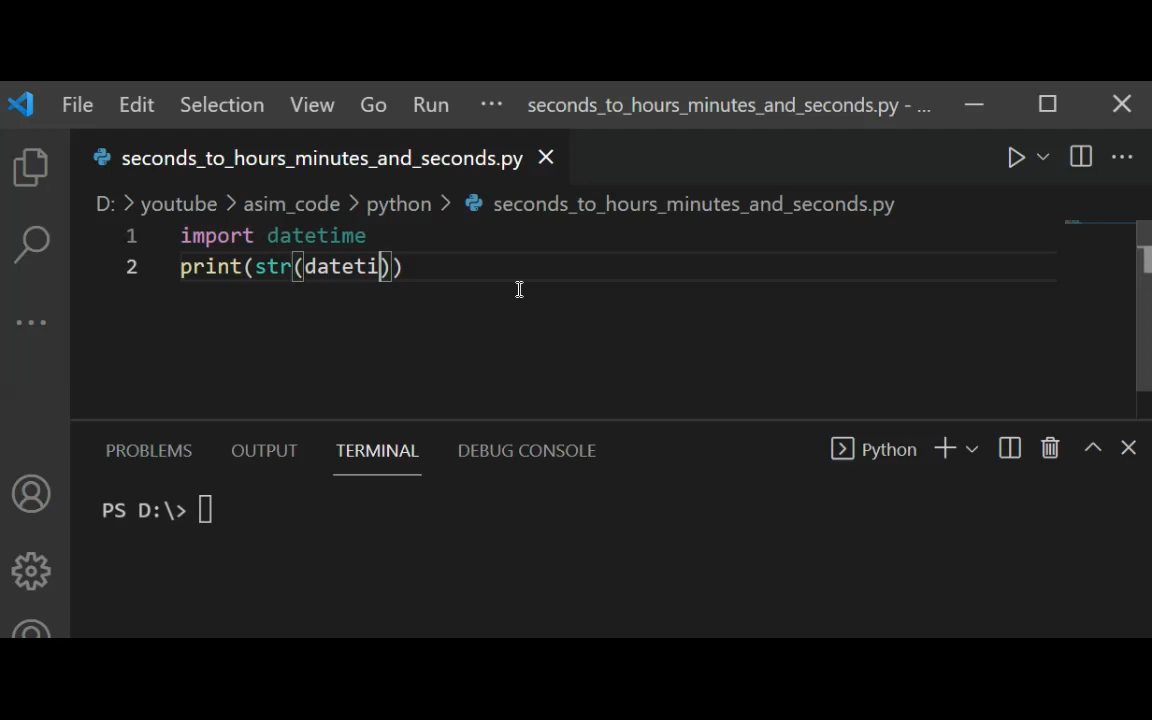 File Edit Selection View Go Run ··· seconds_to_hours_minutes_and_seconds.py - ...
seconds_to_hours_minutes_and_seconds.py
D: > youtube > asim_code > python > seconds_to_hours_minutes_and_seconds.py
1 import datetime
2 print(str(dateti))
PROBLEMS OUTPUT TERMINAL DEBUG CONSOLE Python
PS D:\>